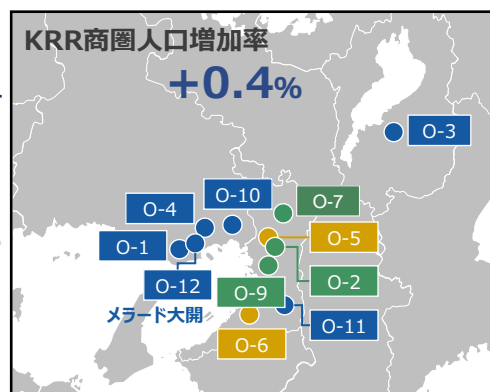 KRR商圏人口増加率
+0.4%
O-3
O-10
O-7
O-4
O-5
O-1
O-2
O-12
O-9
メラード大開
O-11
O-6